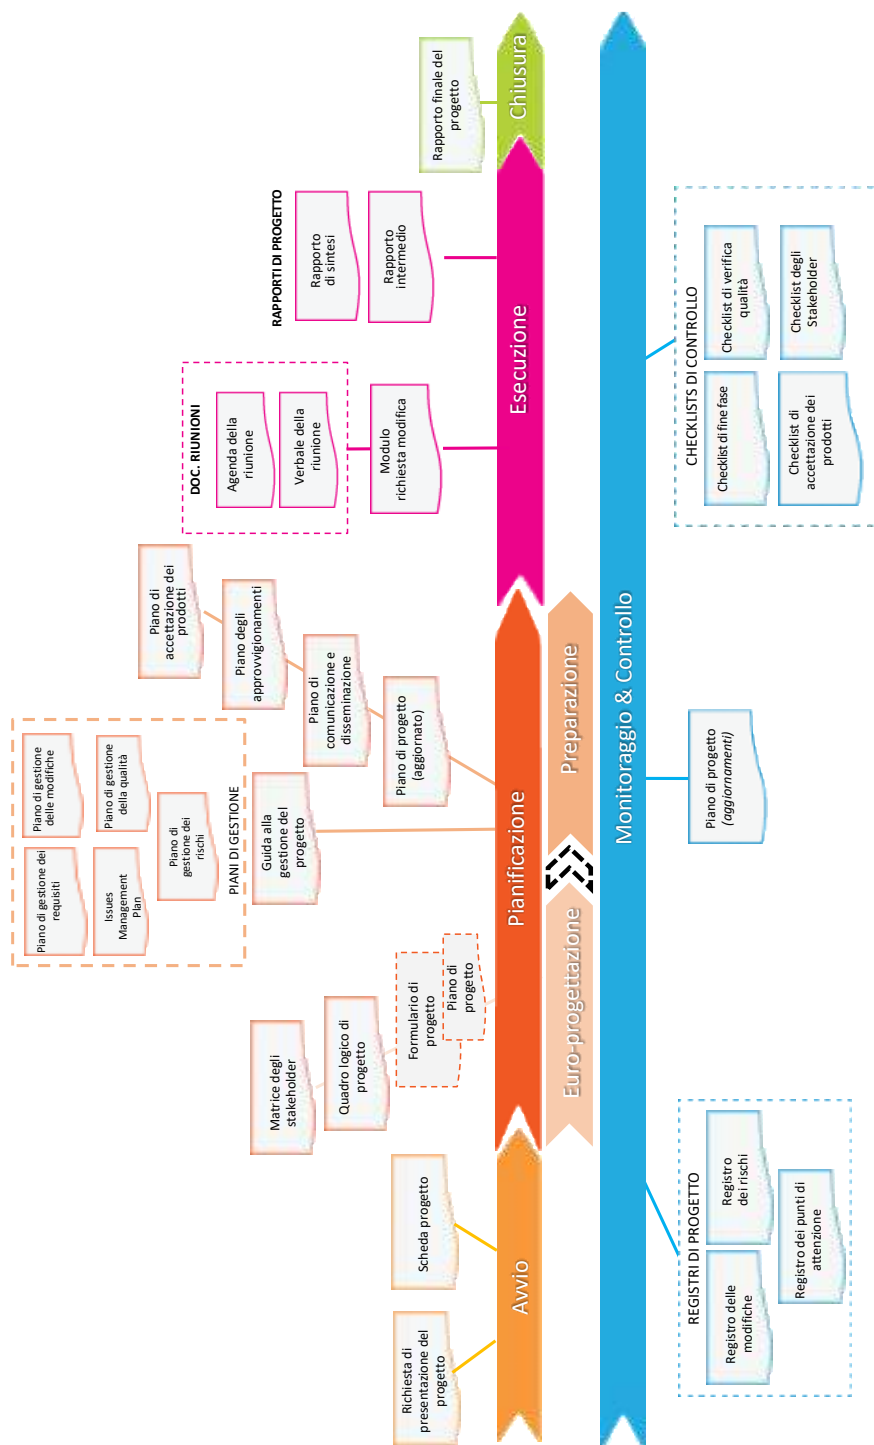 Richiesta di
presentazione del
progetto
Scheda progetto
Avvio
Matrice degli
stakeholder
Quadro logico di
progetto
Formulario di
progetto
Piano di
progetto
PIANI DI GESTIONE
Piano di gestione dei
requisiti
Piano di gestione
delle modifiche
Issues
Management
Plan
Piano di gestione
della qualità
Piano di
gestione dei
rischi
Guida alla
gestione del
progetto
Piano di
accettazione dei
prodotti
Piano degli
approvvigionamenti
Piano di
comunicazione e
disseminazione
Piano di progetto
(aggiornato)
Pianificazione
Euro-progettazione
Preparazione
DOC. RIUNIONI
Agenda della
riunione
Verbale della
riunione
Modulo
richiesta modifica
RAPPORTI DI PROGETTO
Rapporto
di sintesi
Rapporto
intermedio
Esecuzione
Rapporto finale del
progetto
Chiusura
Monitoraggio & Controllo
REGISTRI DI PROGETTO
Registro delle
modifiche
Registro
dei rischi
Registro dei punti di
attenzione
Piano di progetto
(aggiornamenti)
CHECKLISTS DI CONTROLLO
Checklist di fine fase
Checklist di verifica
qualità
Checklist di
accettazione dei
prodotti
Checklist degli
Stakeholder